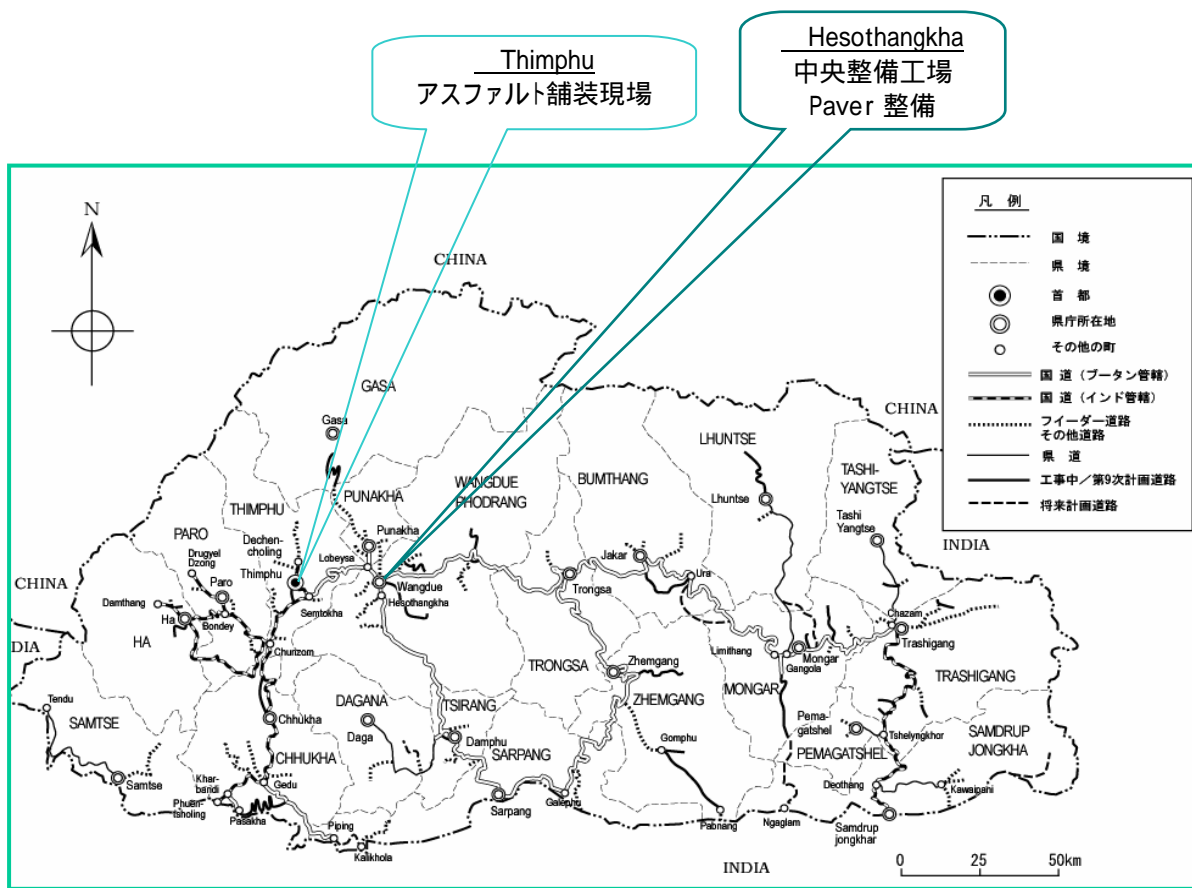 Thimphu
アスファルト舗装現場
Hesothangkha
中央整備工場
Paver 整備
N
CHINA
凡 例
国 境
県 境
首 都
県庁所在地
その他の町
国 道（ブータン管轄）
国 道（インド管轄）
フイーダー道路
その他道路
県 道
工事中／第9次計画道路
将来計画道路
GASA
Gasa
CHINA
LHUNTSE
WANGDUE
PHODRANG
BUMTHANG
TASHI-
YANGTSE
PUNAKHA
Lhuntse
THIMPHU
Tashi
Yangtse
PARO
Dechen-
choling
Punakha
INDIA
Drugyel
Dzong
Lobeysa
Jakar
CHINA
Thimphu
Paro
Wangdue
Trongsa
Ura
Damthang
Semtokha
Hesothangkha
Chazam
Ha
Bondey
Trashigang
DIA
HA
Churizom
Limithang
Gangola
Mongar
TRONGSA
Zhemgang
TRASHIGANG
Tendu
DAGANA
TSIRANG
ZHEMGANG
MONGAR
SAMTSE
Chhukha
Daga
Pema-
gatshel
Tshelyngkhor
SAMDRUP
JONGKHA
Damphu
SARPANG
Gomphu
PEMAGATSHEL
CHHUKHA
Samtse
Khar-
bandi
Gedu
Deothang
Kawaipani
Phuen-
tsholing
Pasakha
Sarpang
Galephu
Pabnang
Ngaglam
Samdrup
jongkhar
Piping
Kalikhola
INDIA
0 25 50km